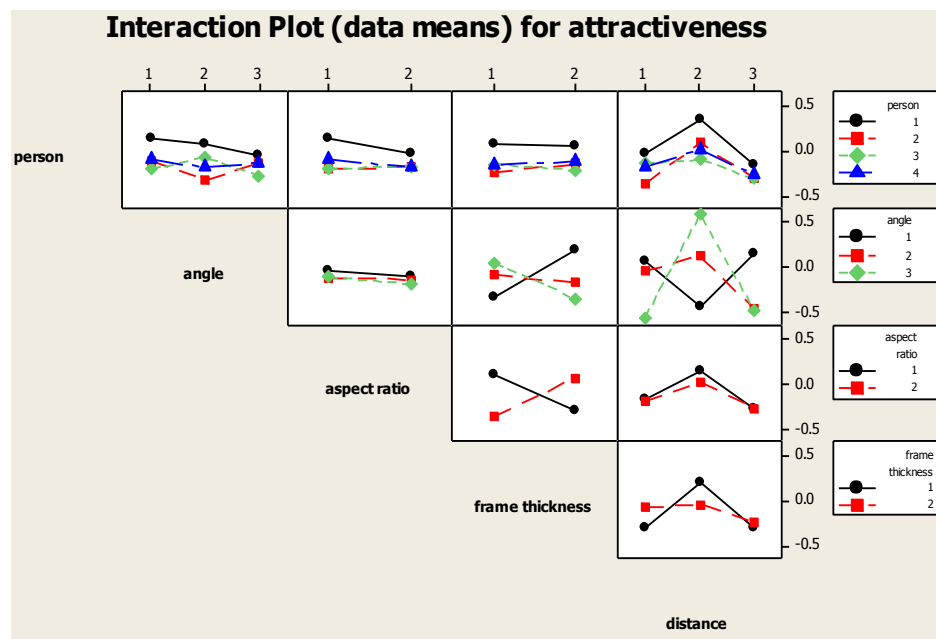 Interaction Plot (data means) for attractiveness
1 2 3 1 2 1 2 1 2 3
person
0.5
0.0
-0.5
person
1
2
3
4
angle
0.5
0.0
-0.5
angle
1
2
3
aspect ratio
0.5
0.0
-0.5
aspect
ratio
1
2
frame thickness
0.5
0.0
-0.5
frame
thickness
1
2
distance